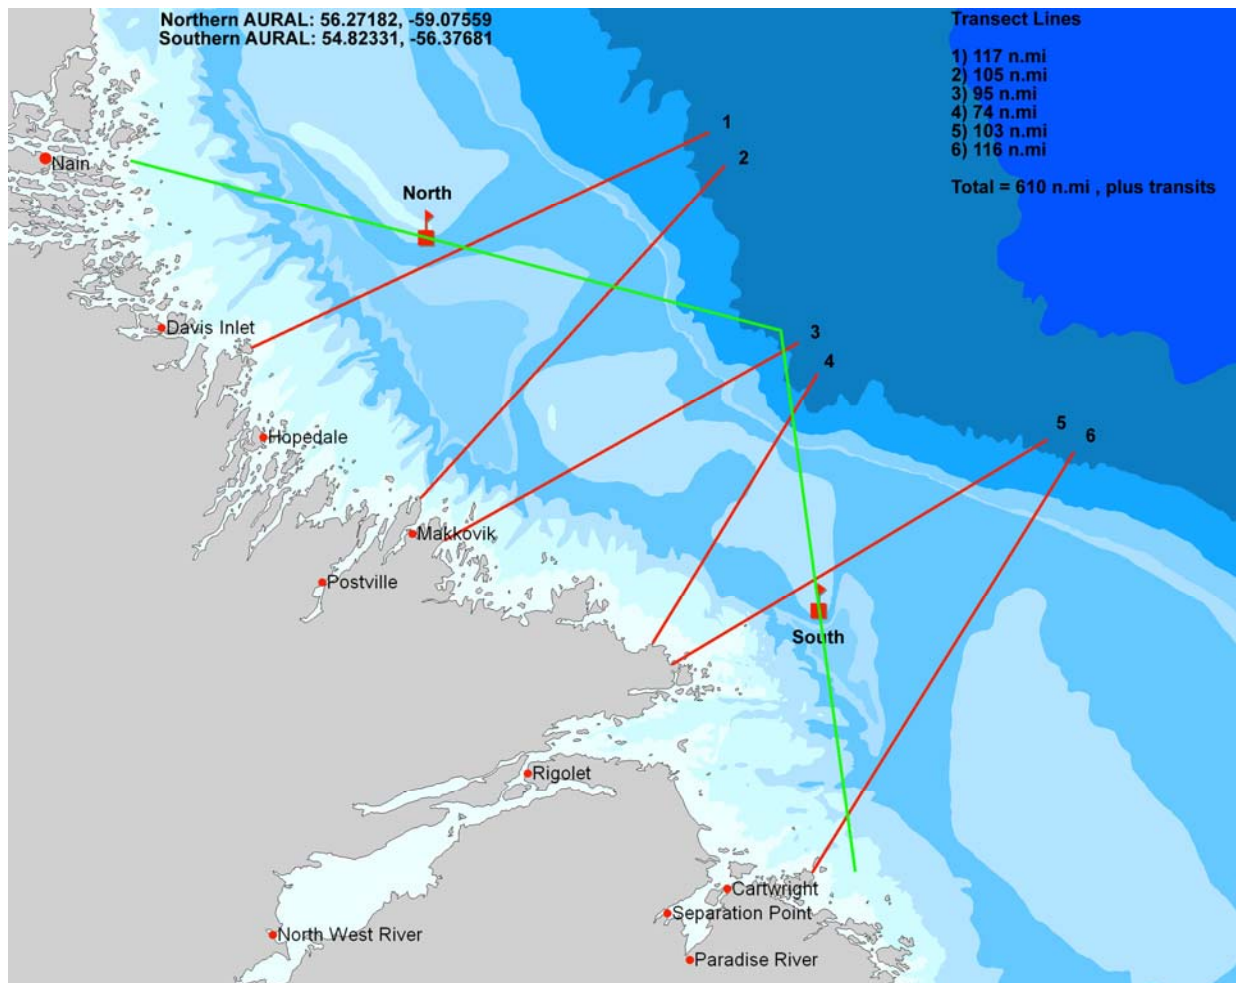 Northern AURAL: 56.27182, -59.07559
Southern AURAL: 54.82331, -56.37681
Transect Lines
1) 117 n.mi
2) 105 n.mi
3) 95 n.mi
4) 74 n.mi
5) 103 n.mi
6) 116 n.mi
Total = 610 n.mi , plus transits
1
2
Nain
North
Davis Inlet
3
4
5
6
Hopedale
Makkovik
Postville
South
Rigolet
Cartwright
Separation Point
North West River
Paradise River